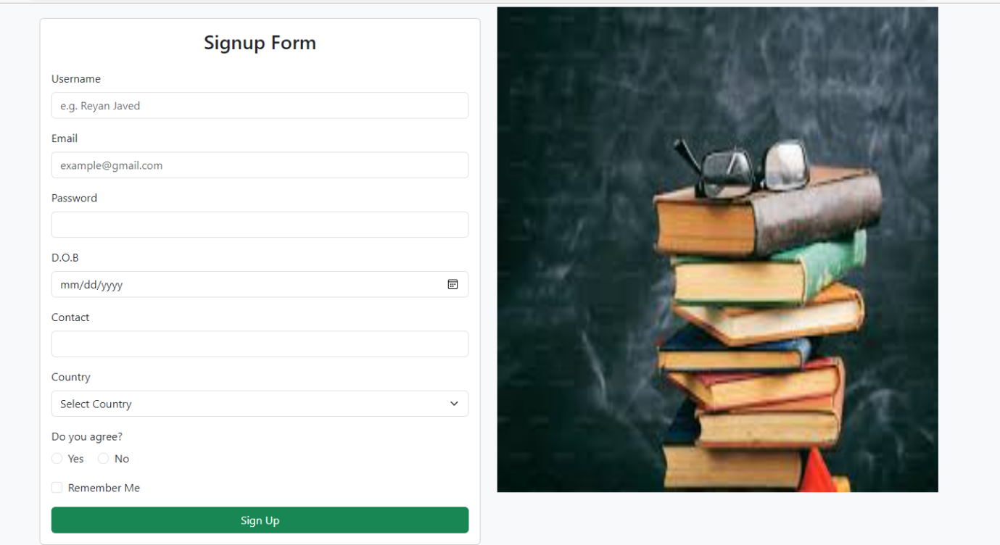 Signup Form
Username
e.g. Reyan Javed
Email
example@gmail.com
Password
D.O.B
mm/dd/yyyy
Contact
Country
Select Country
Do you agree?
Yes No
Remember Me
Sign Up